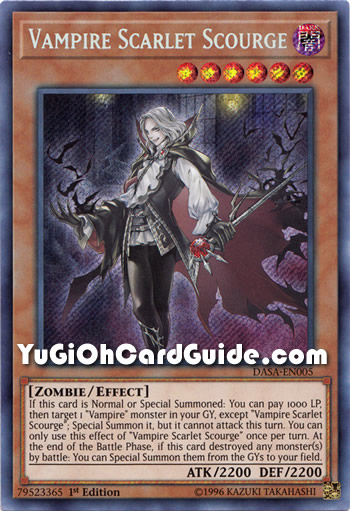 VAMPIRE SCARLET SCOURGE
DARK
闇
YuGiOhCardGuide.com
DASA-EN005
[ZOMBIE/EFFECT]
If this card is Normal or Special Summoned: You can pay 1000 LP,
then target 1 "Vampire" monster in your GY, except "Vampire Scarlet
Scourge"; Special Summon it, but it cannot attack this turn. You can
only use this effect of "Vampire Scarlet Scourge" once per turn. At
the end of the Battle Phase, if this card destroyed any monster(s)
by battle: You can Special Summon them from the GYs to your field.
ATK/2200 DEF/2200
79523365 1st Edition ©1996 KAZUKI TAKAHASHI